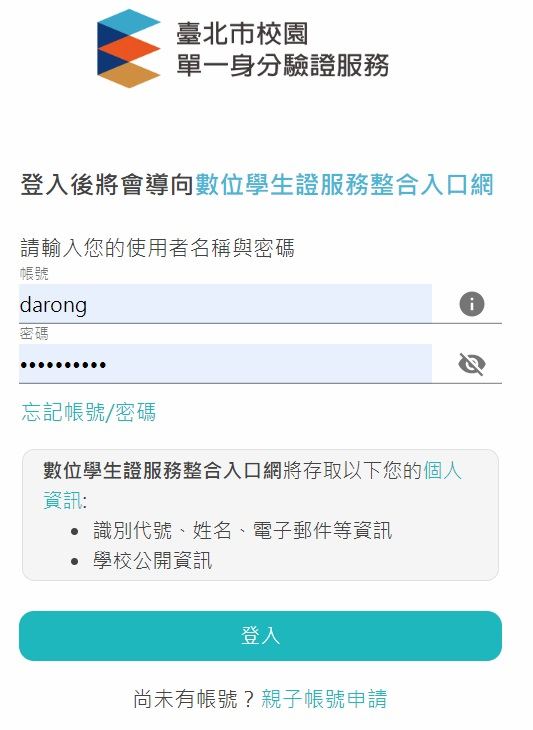 臺北市校園
單一身分驗證服務
登入後將會導向數位學生證服務整合入口網
請輸入您的使用者名稱與密碼
帳號
darong
密碼
••••••••••
忘記帳號/密碼
數位學生證服務整合入口網將存取以下您的個人
資訊:
• 識別代號、姓名、電子郵件等資訊
• 學校公開資訊
登入
尚未有帳號？親子帳號申請